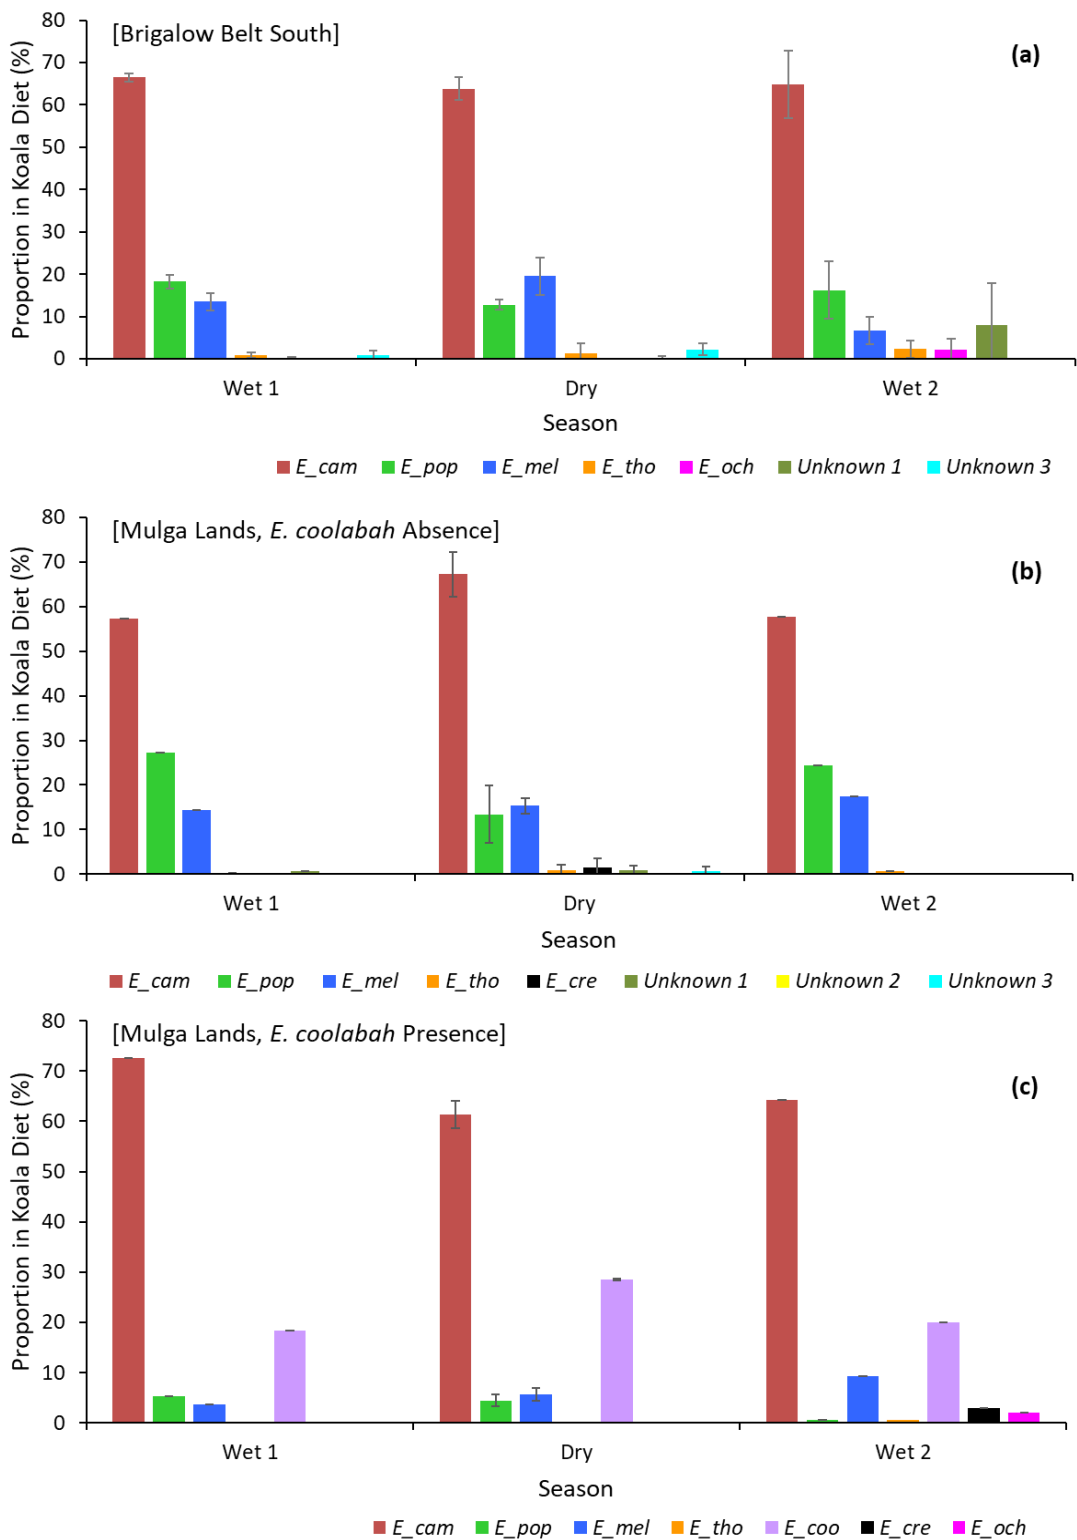 [Brigalow Belt South]
(a)
Proportion in Koala Diet (%)
80
70
60
50
40
30
20
10
0
Wet 1 Dry Wet 2
Season
E_cam E_pop E_mel E_tho E_och Unknown 1 Unknown 3
[Mulga Lands, E. coolabah Absence]
(b)
Proportion in Koala Diet (%)
80
70
60
50
40
30
20
10
0
Wet 1 Dry Wet 2
Season
E_cam E_pop E_mel E_tho E_cre Unknown 1 Unknown 2 Unknown 3
[Mulga Lands, E. coolabah Presence]
(c)
Proportion in Koala Diet (%)
80
70
60
50
40
30
20
10
0
Wet 1 Dry Wet 2
Season
E_cam E_pop E_mel E_tho E_coo E_cre E_och